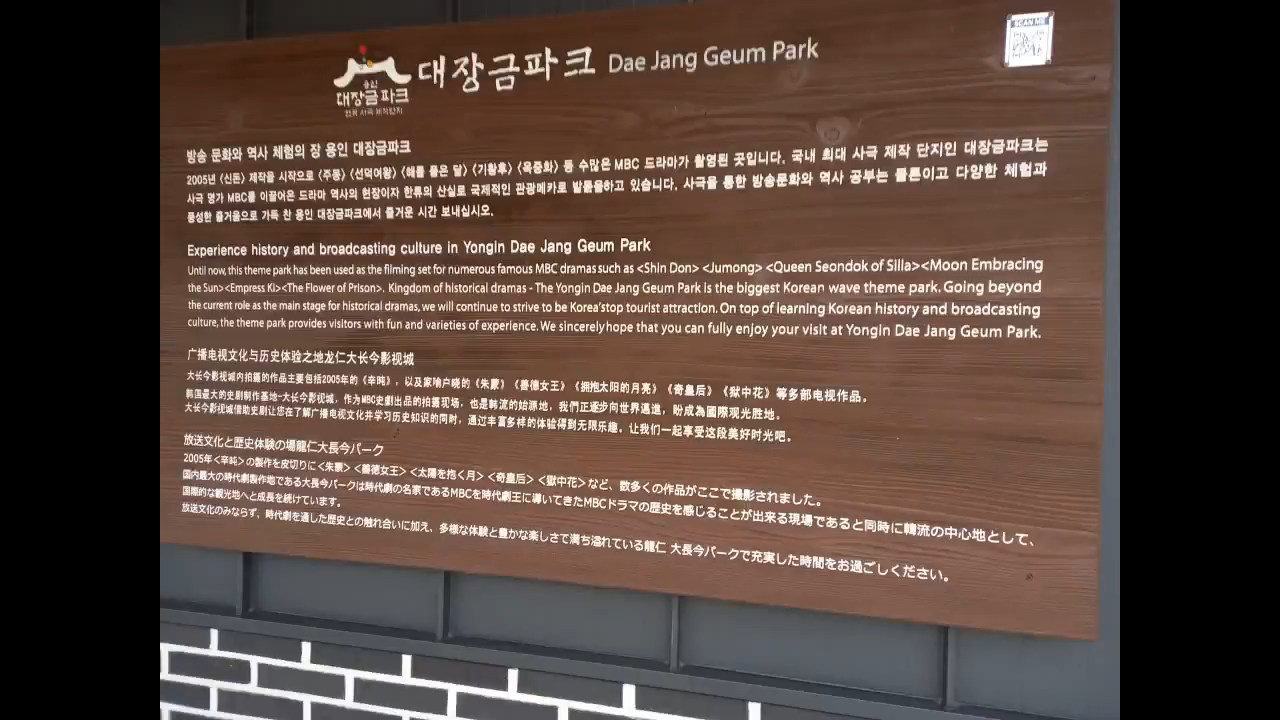 SCAN ME
대장금파크 Dae Jang Geum Park
용인
대장금파크
방송 문화와 역사 체험의 장 용인 대장금파크
2005년 〈신돈〉 제작을 시작으로 〈주몽〉 〈선덕여왕〉 〈해를 품은 달〉 〈기황후〉 〈옥중화〉 등 수많은 MBC 드라마가 촬영된 곳입니다. 국내 최대 사극 제작 단지인 대장금파크는
사극 명가 MBC를 이끌어온 드라마 역사의 현장이자 한류의 산실로 국제적인 관광메카로 발돋움하고 있습니다. 사극을 통한 방송문화와 역사 공부는 물론이고 다양한 체험과
풍성한 즐거움으로 가득 찬 용인 대장금파크에서 즐거운 시간 보내십시오.
Experience history and broadcasting culture in Yongin Dae Jang Geum Park
Until now, this theme park has been used as the filming set for numerous famous MBC dramas such as <Shin Don> <Jumong> <Queen Seondok of Silla><Moon Embracing
the Sun><Empress Ki><The Flower of Prison>. Kingdom of historical dramas - The Yongin Dae Jang Geum Park is the biggest Korean wave theme park. Going beyond
the current role as the main stage for historical dramas, we will continue to strive to be Korea'stop tourist attraction. On top of learning Korean history and broadcasting
culture, the theme park provides visitors with fun and varieties of experience. We sincerely hope that you can fully enjoy your visit at Yongin Dae Jang Geum Park.
广播电视文化与历史体验之地龙仁大长今影视城
大长今影视城内拍摄的作品主要包括2005年的《辛旽》, 以及家喻户晓的《朱蒙》《善德女王》《拥抱太阳的月亮》《奇皇后》《獄中花》等多部电视作品。
韩国最大的史剧制作基地-大长今影视城, 作为MBC史劇出品的拍摄现场, 也是韩流的始源地, 我們正逐步向世界邁進, 盼成為國際观光胜地。
大长今影视城借助史剧让您在了解广播电视文化并学习历史知识的同时, 通过丰富多样的体验得到无限乐趣。让我们一起享受这段美好时光吧。
放送文化と歴史体験の場龍仁大長今パーク
2005年<辛旽>の製作を皮切りに<朱蒙> <善德女王> <太陽を抱く月> <奇皇后> <獄中花>など、数多くの作品がここで撮影されました。
国内最大の時代劇製作地である大長今パークは時代劇の名家であるMBCを時代劇王に導いてきたMBCドラマの歴史を感じることが出来る現場であると同時に韓流の中心地として、
国際的な観光地へと成長を続けています。
放送文化のみならず、時代劇を通した歴史との触れ合いに加え、多様な体験と豊かな楽しさで満ち溢れている龍仁 大長今パークで充実した時間をお過ごしください。